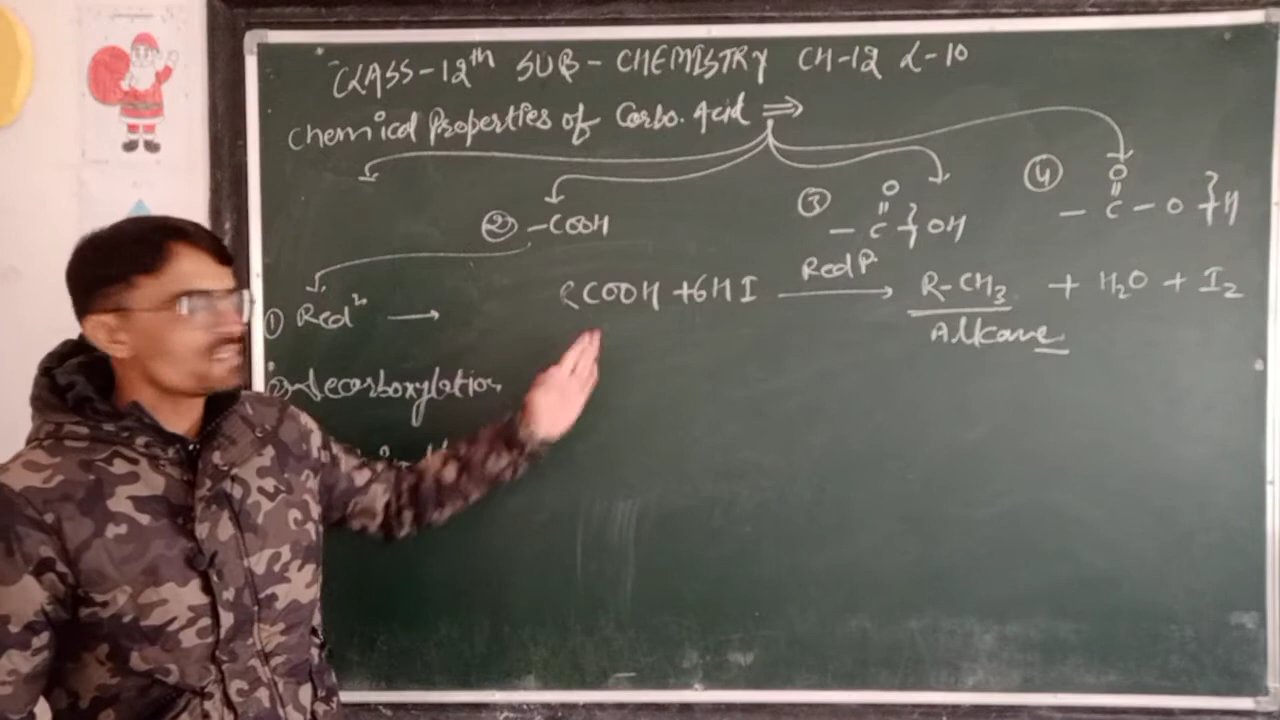 CLASS-12th SUB-CHEMISTRY CH-12 L-10
Chemical Properties of Carbo. Acid ⇒
② -COOH
③ O
- C - } OH
④ O
- C - O - } H
① Redⁿ → RCOOH + 6HI Red P. → R-CH3 + H2O + I2
Alkane
② Decarboxylation